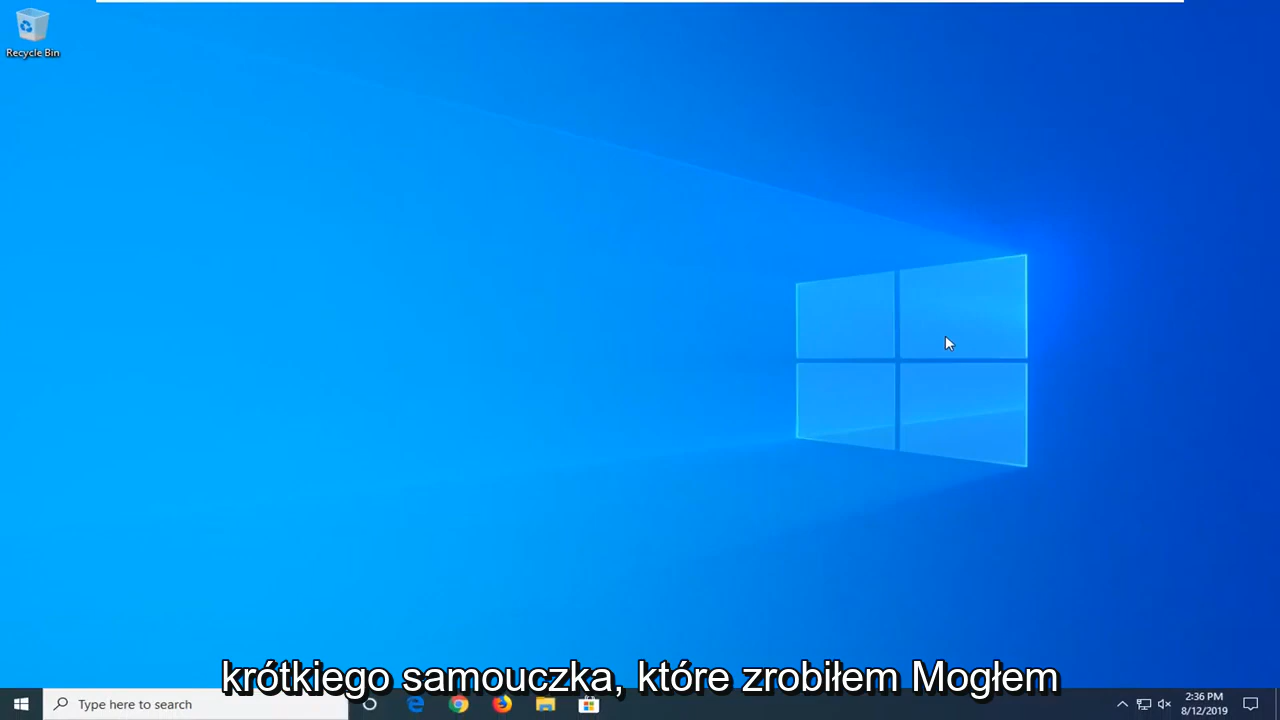 Recycle Bin
krótkiego samouczka, które zrobiłem Mogłem
Type here to search
2:36 PM
8/12/2019